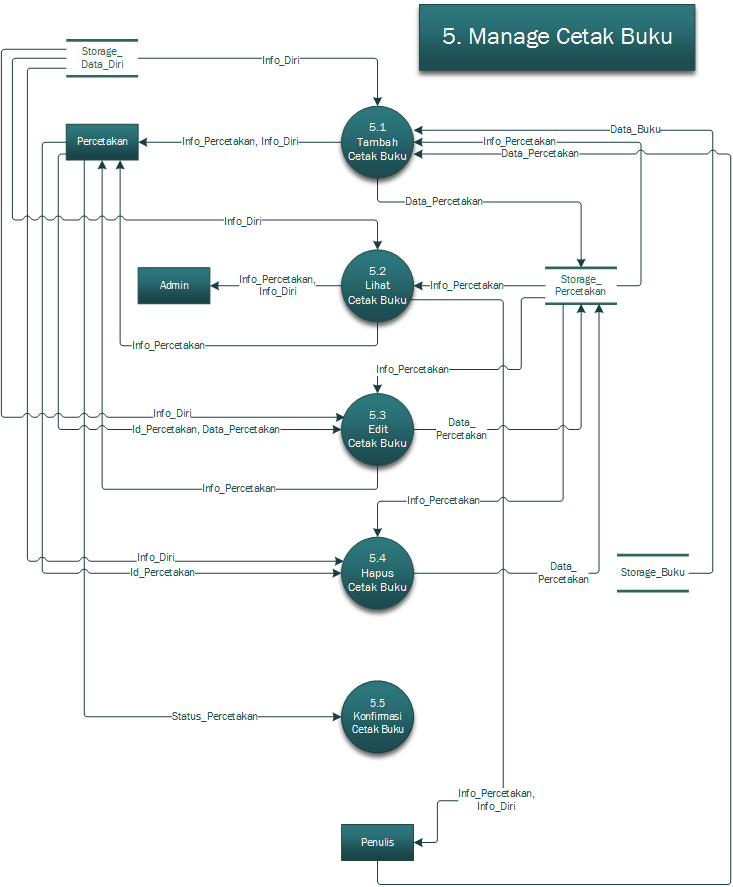 5. Manage Cetak Buku
Storage_
Data_Diri
Info_Diri
5.1
Tambah
Cetak Buku
Data_Buku
Percetakan
Info_Percetakan, Info_Diri
Info_Percetakan
Data_Percetakan
Data_Percetakan
Info_Diri
5.2
Lihat
Cetak Buku
Admin
Info_Percetakan,
Info_Diri
Info_Percetakan
Storage_
Percetakan
Info_Percetakan
Info_Percetakan
5.3
Edit
Cetak Buku
Info_Diri
Id_Percetakan, Data_Percetakan
Data_
Percetakan
Info_Percetakan
Info_Percetakan
5.4
Hapus
Cetak Buku
Info_Diri
Id_Percetakan
Data_
Percetakan
Storage_Buku
5.5
Konfirmasi
Cetak Buku
Status_Percetakan
Info_Percetakan,
Info_Diri
Penulis